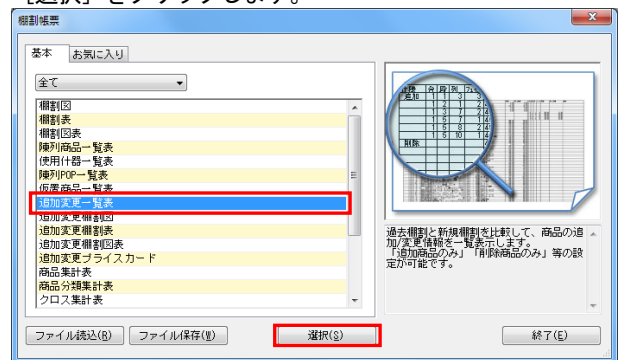 [選択] をクリックします。
棚割帳票
基本
お気に入り
全て
棚割図
棚割表
棚割図表
陳列商品一覧表
使用什器一覧表
陳列POP一覧表
仮置商品一覧表
追加変更一覧表
追加変更棚割図
追加変更棚割表
追加変更棚割図表
追加変更プライスカード
商品集計表
商品分類集計表
クロス集計表
追加
削除
過去棚割と新規棚割を比較して、商品の追
加/変更情報を一覧表示します。
「追加商品のみ」「削除商品のみ」等の設
定が可能です。
ファイル読込(R)
ファイル保存(W)
選択(S)
終了(E)